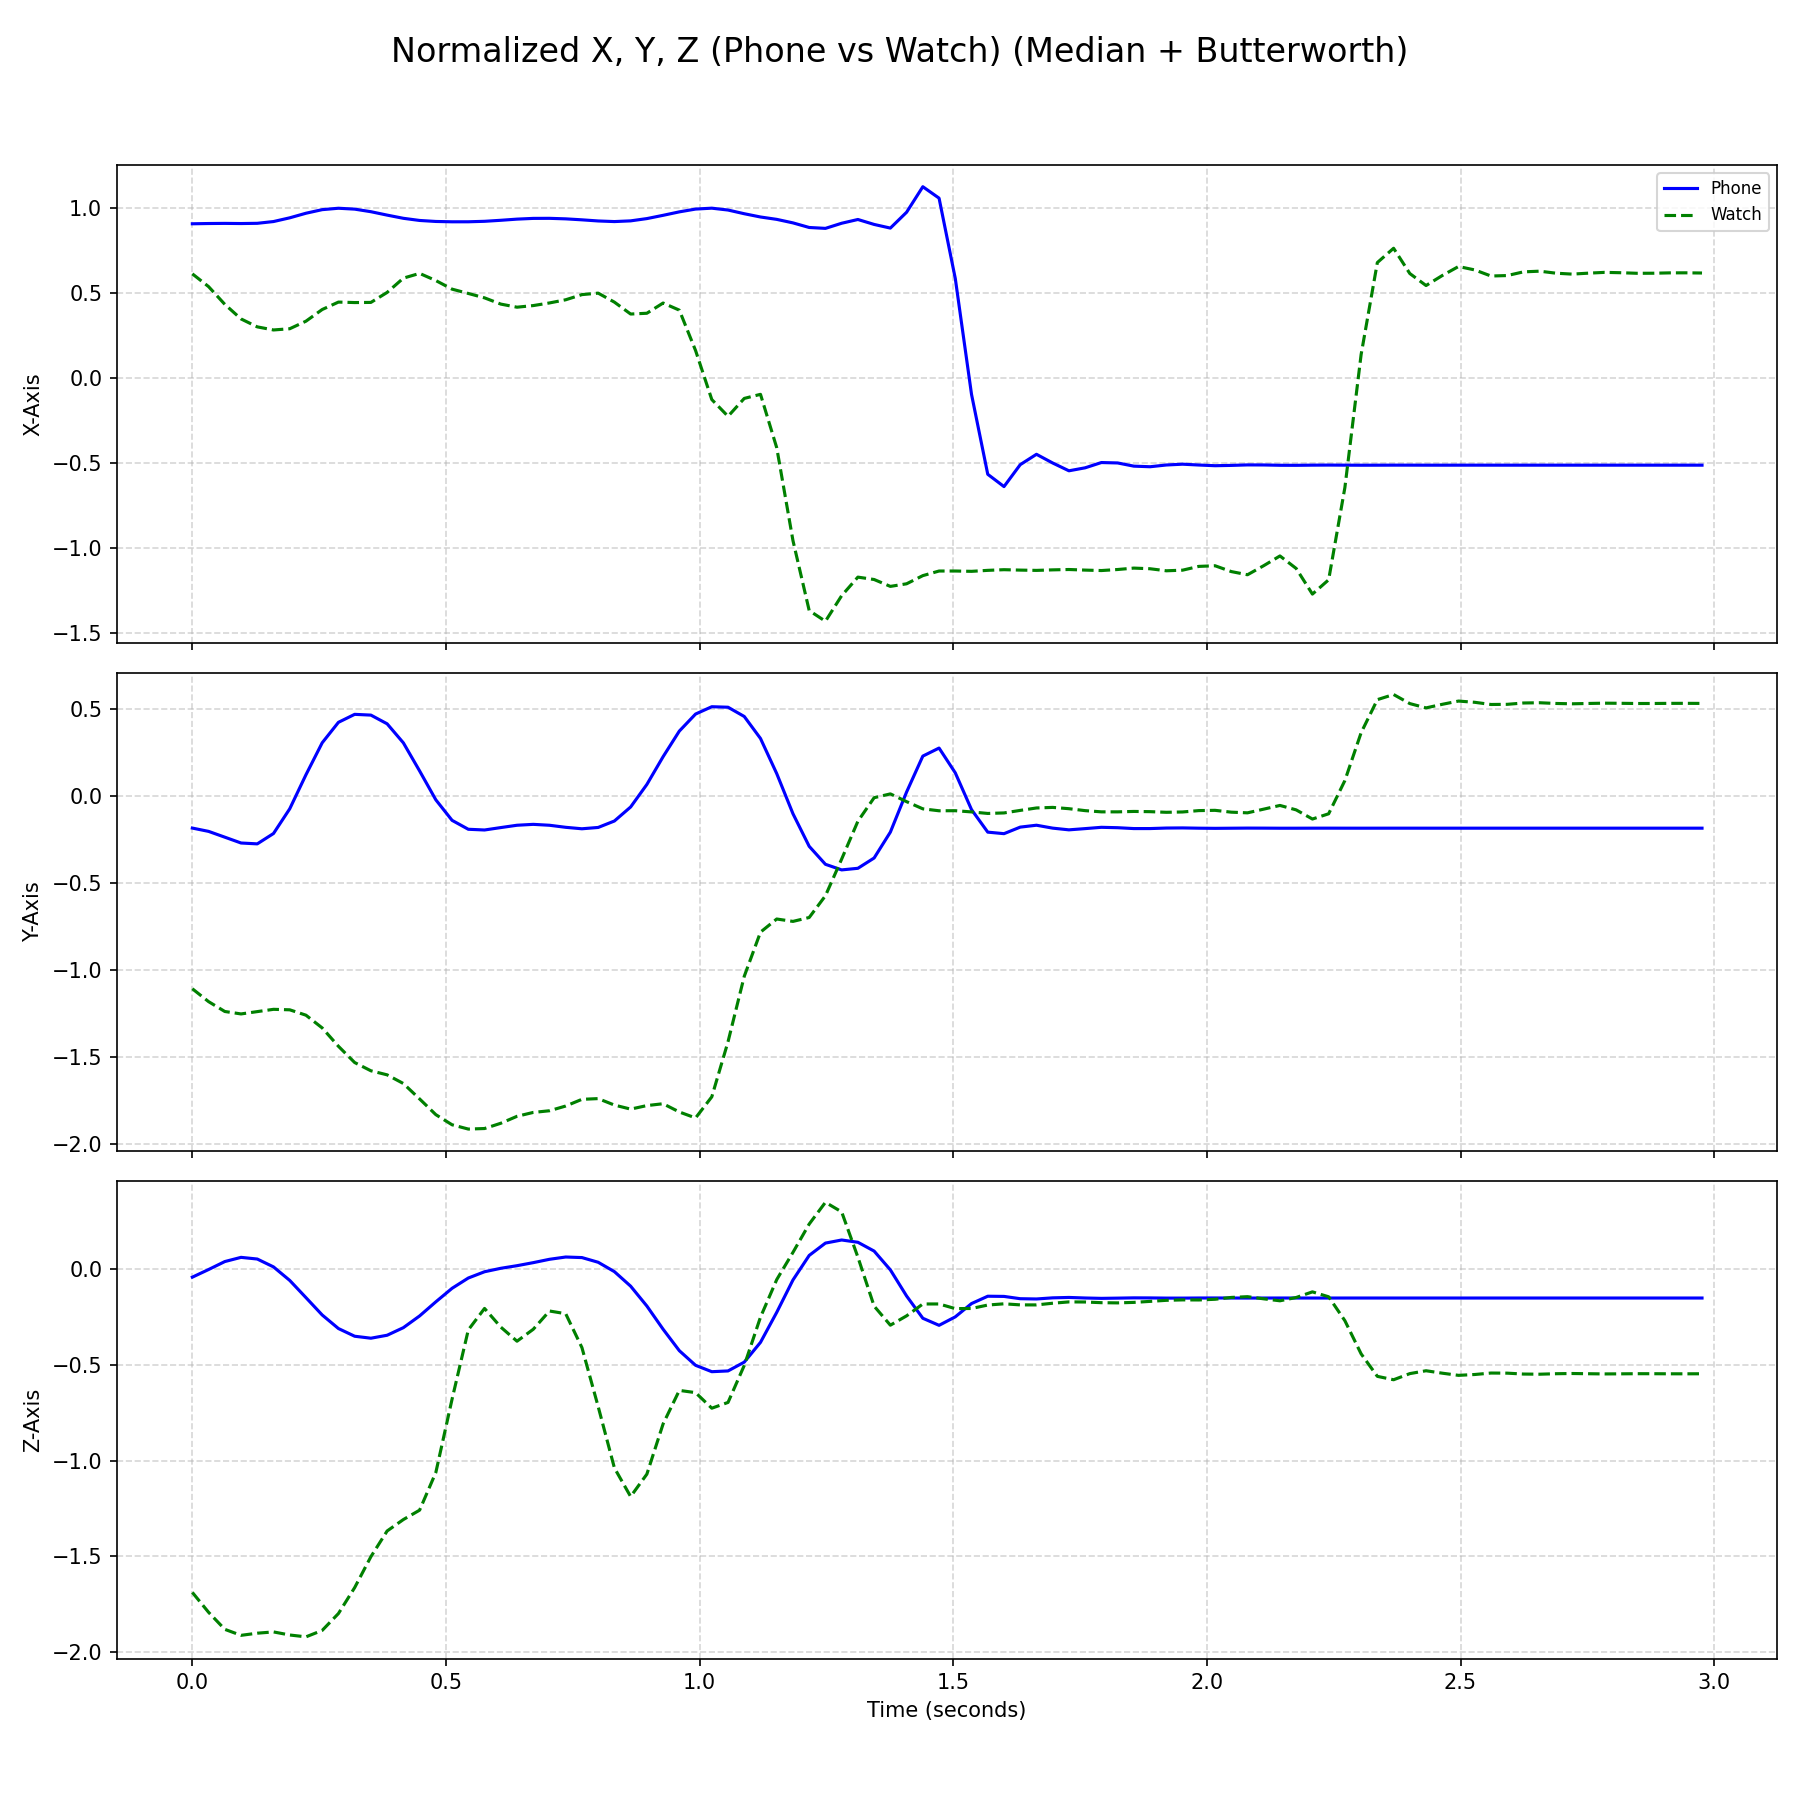 Normalized X, Y, Z (Phone vs Watch) (Median + Butterworth)
Phone
Watch
1.0
0.5
0.0
−0.5
−1.0
−1.5
X-Axis
0.5
0.0
−0.5
−1.0
−1.5
−2.0
Y-Axis
0.0
−0.5
−1.0
−1.5
−2.0
Z-Axis
0.0 0.5 1.0 1.5 2.0 2.5 3.0
Time (seconds)